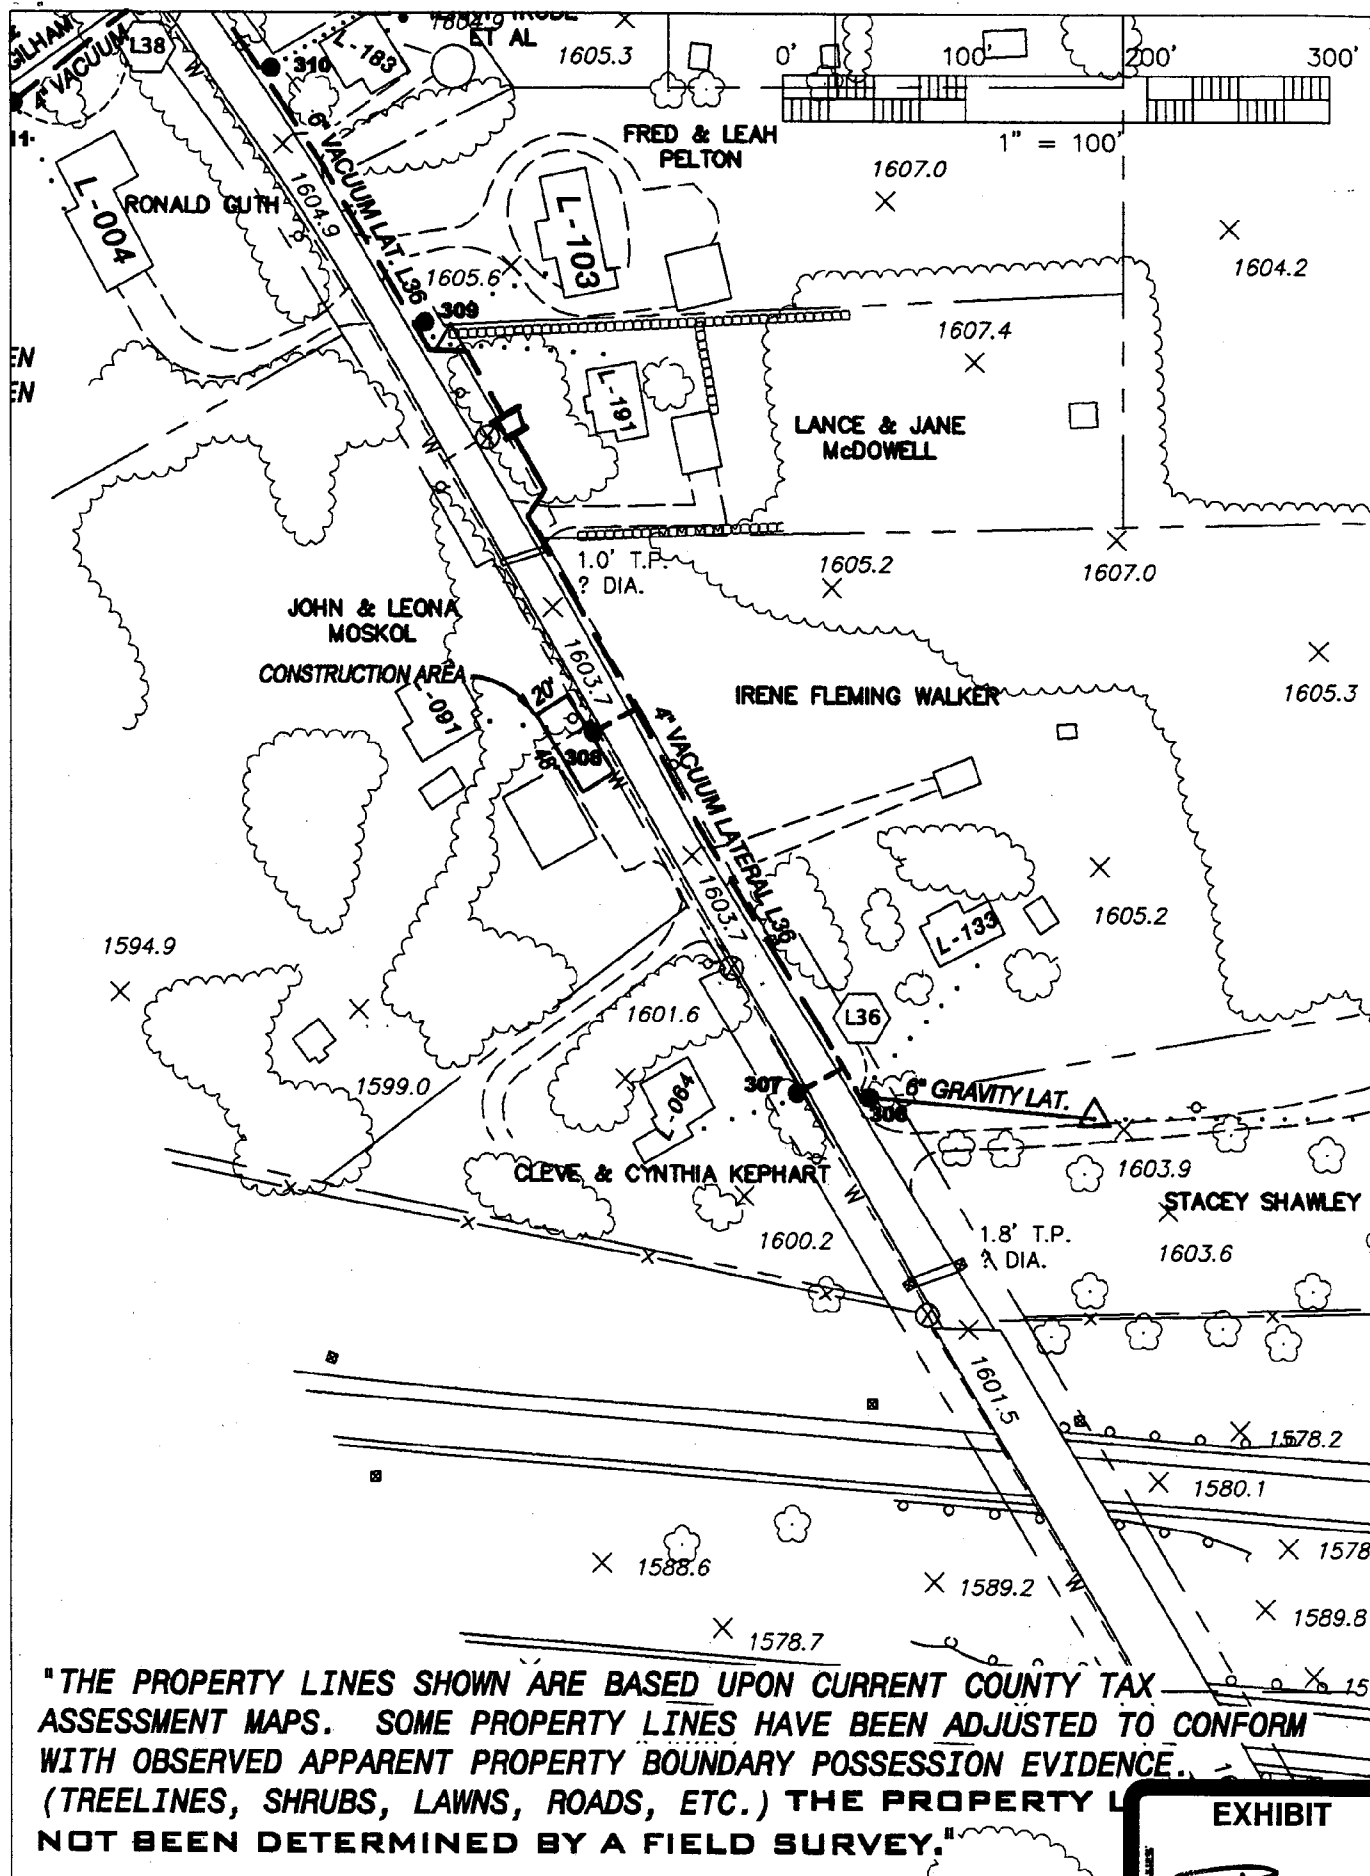 GILHAM
4" VACUUM
L38
310
L-183
ET AL
1604.9
1605.3
0'
100'
200'
300'
1" = 100'
FRED & LEAH
PELTON
1607.0
1604.2
L-004
RONALD GUTH
1604.9
6" VACUUM LAT. L36
L-103
1605.6
309
1607.4
EN
EN
L-191
LANCE & JANE
McDOWELL
W
W
1.0' T.P.
? DIA.
1605.2
1607.0
JOHN & LEONA
MOSKOL
CONSTRUCTION AREA
L-091
20'
1603.7
308
W
IRENE FLEMING WALKER
1605.3
4" VACUUM LATERAL L36
1603.7
1605.2
L-133
1594.9
1601.6
L36
1599.0
L-064
307
306
6" GRAVITY LAT.
1603.9
CLEVE & CYNTHIA KEPHART
W
STACEY SHAWLEY
1600.2
1.8' T.P.
? DIA.
1603.6
1601.5
1578.2
1580.1
1588.6
1589.2
1578
1589.8
1578.7
W
15
"THE PROPERTY LINES SHOWN ARE BASED UPON CURRENT COUNTY TAX
ASSESSMENT MAPS. SOME PROPERTY LINES HAVE BEEN ADJUSTED TO CONFORM
WITH OBSERVED APPARENT PROPERTY BOUNDARY POSSESSION EVIDENCE.
(TREELINES, SHRUBS, LAWNS, ROADS, ETC.) THE PROPERTY L
NOT BEEN DETERMINED BY A FIELD SURVEY."
EXHIBIT